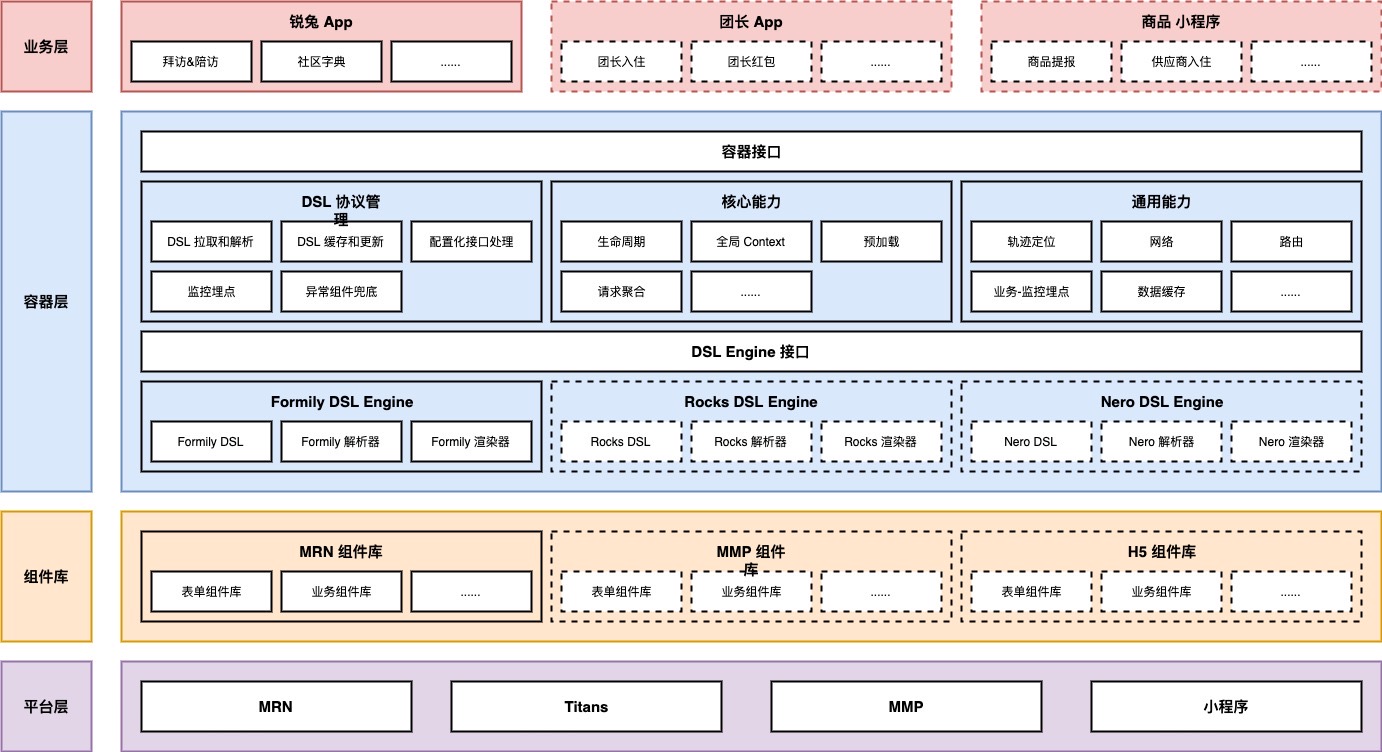 业务层
锐兔 App
拜访&陪访
社区字典
......
团长 App
团长入住
团长红包
......
商品 小程序
商品提报
供应商入住
......
容器层
容器接口
DSL 协议管
理
DSL 拉取和解析
DSL 缓存和更新
配置化接口处理
监控埋点
异常组件兜底
核心能力
生命周期
全局 Context
预加载
请求聚合
......
通用能力
轨迹定位
网络
路由
业务-监控埋点
数据缓存
......
DSL Engine 接口
Formily DSL Engine
Formily DSL
Formily 解析器
Formily 渲染器
Rocks DSL Engine
Rocks DSL
Rocks 解析器
Rocks 渲染器
Nero DSL Engine
Nero DSL
Nero 解析器
Nero 渲染器
组件库
MRN 组件库
表单组件库
业务组件库
......
MMP 组件
库
表单组件库
业务组件库
......
H5 组件库
表单组件库
业务组件库
......
平台层
MRN
Titans
MMP
小程序